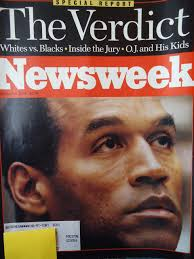 SPECIAL REPORT
The Verdict
Whites vs. Blacks • Inside the Jury • O.J. and His Kids
Newsweek